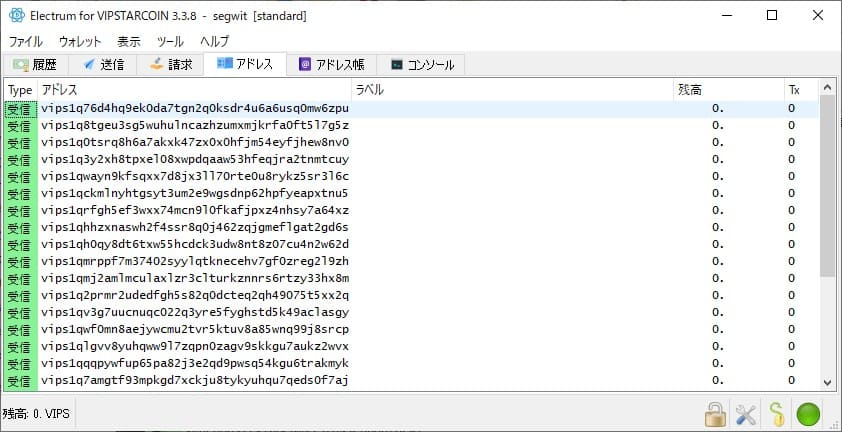 Electrum for VIPSTARCOIN 3.3.8 - segwit [standard]
ファイル ウォレット 表示 ツール ヘルプ
履歴 送信 請求 アドレス アドレス帳 コンソール
Type アドレス ラベル 残高 Tx
受信 vips1q76d4hq9ek0da7tgn2q0ksdr4u6a6usq0mw6zpu 0. 0
受信 vips1q8tgeu3sg5wuhulncazhzumxmjkrfa0ft5l7g5z 0. 0
受信 vips1q0tsrq8h6a7akxk47zx0x0hfjm54eyfjhew8nv0 0. 0
受信 vips1q3y2xh8tpxel08xwpdqaaw53hfeqjra2tnmtcuy 0. 0
受信 vips1qwayn9kfsqxx7d8jx3ll70rte0u8rykz5sr3l6c 0. 0
受信 vips1qckmlnyhtgsyt3um2e9wgsdnp62hpfyeapxtnu5 0. 0
受信 vips1qrfgh5ef3wxx74mcn9l0fkafjpxz4nhsy7a64xz 0. 0
受信 vips1qhhzxnaswh2f4ssr8q0j462zqjgmeflgat2gd6s 0. 0
受信 vips1qh0qy8dt6txw55hcdck3udw8nt8z07cu4n2w62d 0. 0
受信 vips1qmrppf7m37402syylqtknecehv7gf0zreg2l9zh 0. 0
受信 vips1qmj2amlmculaxlzr3clturkznnrs6rtzy33hx8m 0. 0
受信 vips1q2prmr2udedfgh5s82q0dcteq2qh49075t5xx2q 0. 0
受信 vips1qv3g7uucnuqc022q3yre5fyghstd5k49aclasgy 0. 0
受信 vips1qwf0mn8aejywcmu2tvr5ktuv8a85wnq99j8srcp 0. 0
受信 vips1qlgvv8yuhqww9l7zqpn0zagv9skkgu7aukz2wvx 0. 0
受信 vips1qqqpywfup65pa82j3e2qd9pwsq54kgu6trakmyk 0. 0
受信 vips1q7amgtf93mpkgd7xckju8tykyuhqu7qeds0f7aj 0. 0
残高: 0. VIPS